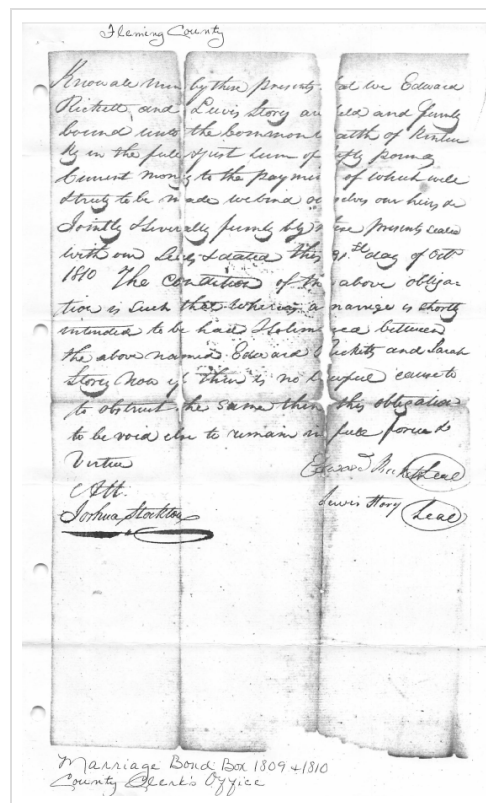 Fleming County
Know all men by these presents that we Edward
Rickett, and Lewis Story are held and firmly
bound unto the Commonwealth of Kentuc
ky in the full & just sum of fifty pounds
Current money to the payment of which well
& truly to be made we bind ourselves our heirs &c
Jointly & severally firmly by these presents sealed
with our Seals & dated this 31st day of Octr
1810 The condition of the above obliga-
tion is such that whereas a marriage is shortly
intended to be had & solemnized between
the above named Edward Ricketts and Sarah
Story Now if there is no lawful cause to
to obstruct the same then this obligation
to be void else to remain in full force &
Virtue
Att.
Joshua Stockton
Edward Ricketts Seal
Lewis Story Seal
Marriage Bond Box 1809 & 1810
County Clerk's Office